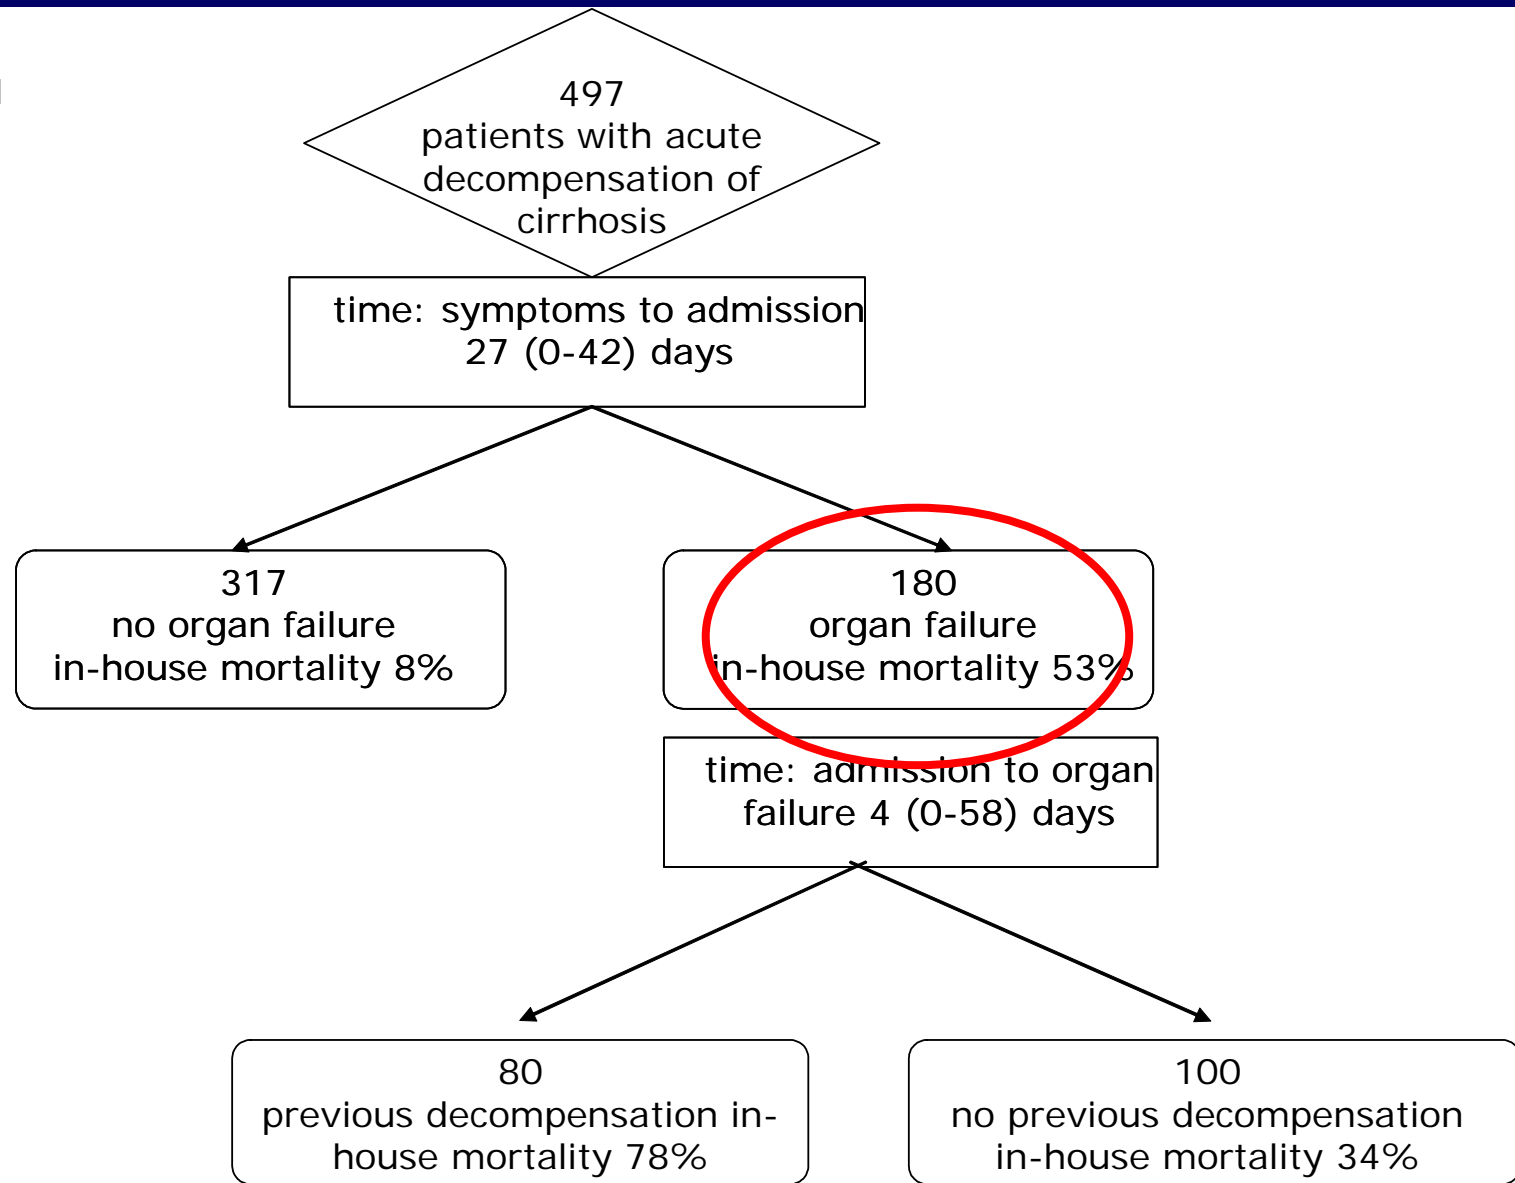 497
patients with acute
decompensation of
cirrhosis
time: symptoms to admission
27 (0-42) days
317
no organ failure
in-house mortality 8%
180
organ failure
in-house mortality 53%
time: admission to organ
failure 4 (0-58) days
80
previous decompensation in-
house mortality 78%
100
no previous decompensation
in-house mortality 34%